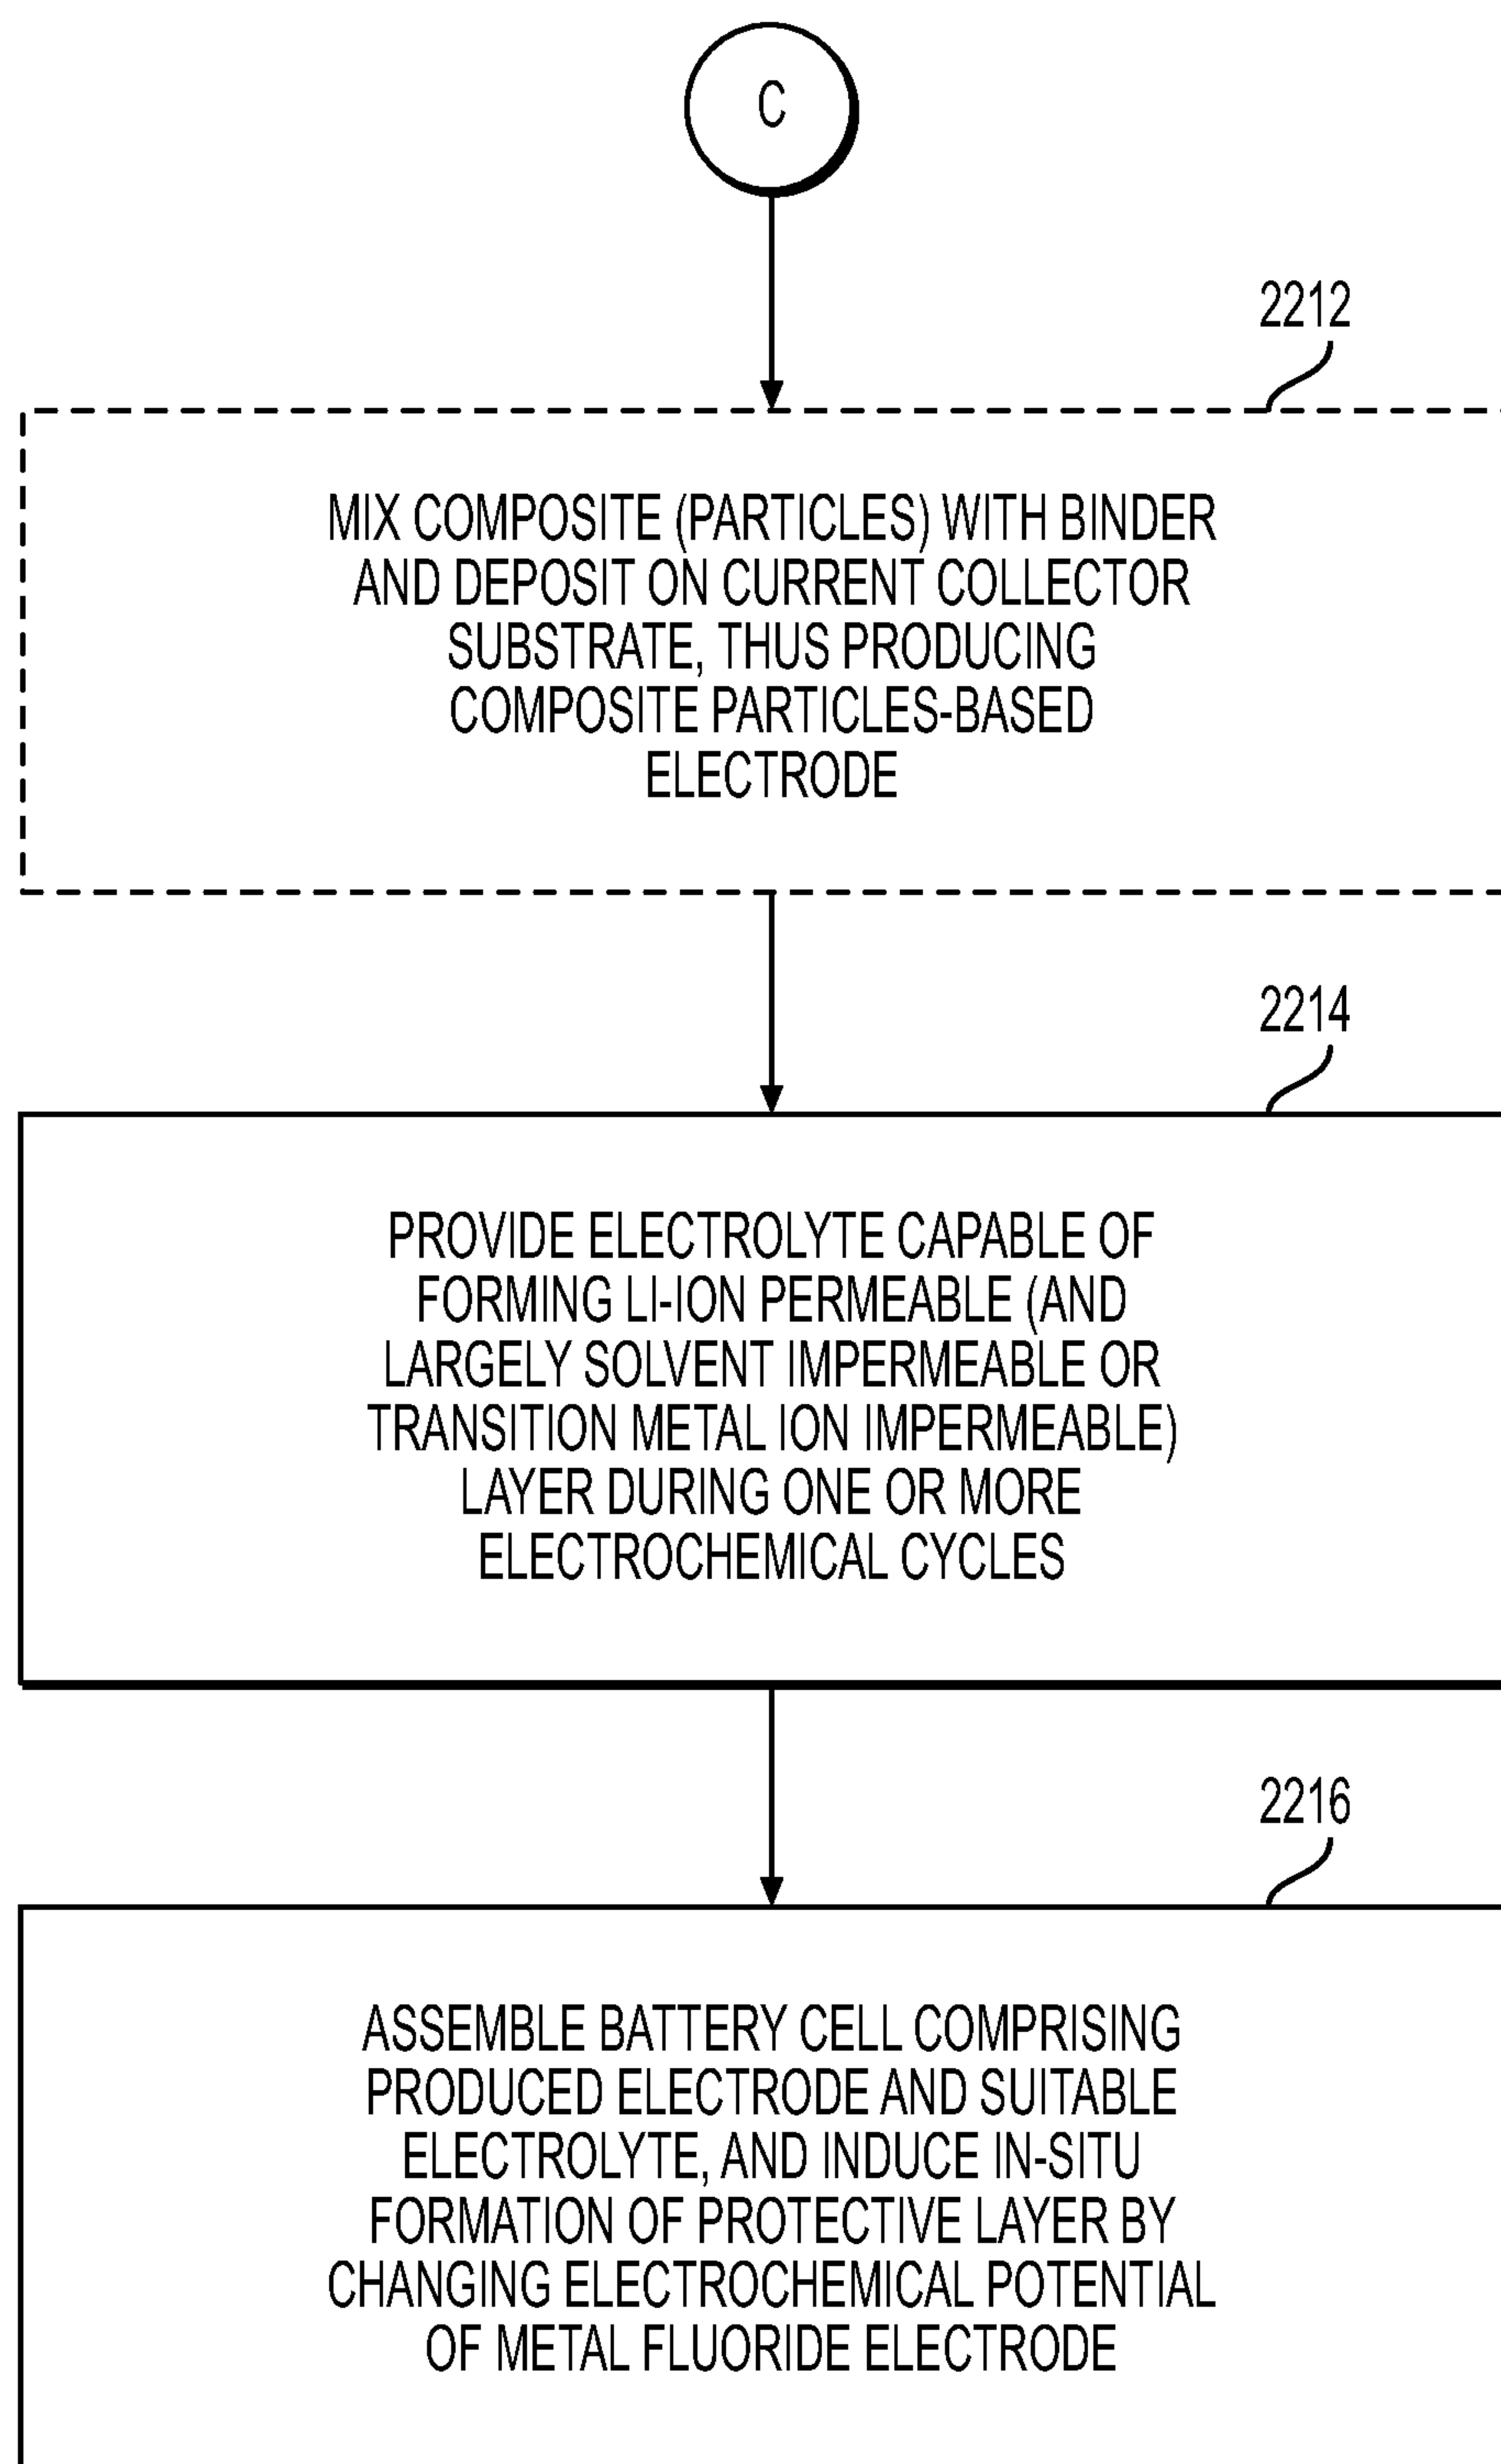 C
2212
MIX COMPOSITE (PARTICLES) WITH BINDER
AND DEPOSIT ON CURRENT COLLECTOR
SUBSTRATE, THUS PRODUCING
COMPOSITE PARTICLES-BASED
ELECTRODE
2214
PROVIDE ELECTROLYTE CAPABLE OF
FORMING LI-ION PERMEABLE (AND
LARGELY SOLVENT IMPERMEABLE OR
TRANSITION METAL ION IMPERMEABLE)
LAYER DURING ONE OR MORE
ELECTROCHEMICAL CYCLES
2216
ASSEMBLE BATTERY CELL COMPRISING
PRODUCED ELECTRODE AND SUITABLE
ELECTROLYTE, AND INDUCE IN-SITU
FORMATION OF PROTECTIVE LAYER BY
CHANGING ELECTROCHEMICAL POTENTIAL
OF METAL FLUORIDE ELECTRODE